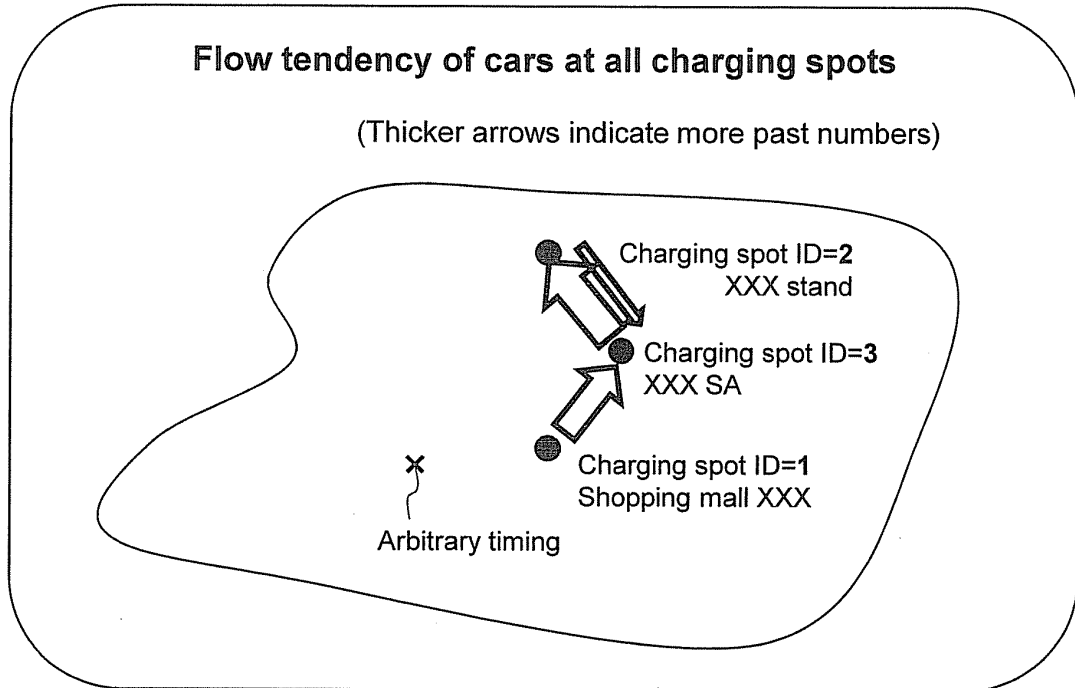 Flow tendency of cars at all charging spots
(Thicker arrows indicate more past numbers)
Charging spot ID=2
XXX stand
Charging spot ID=3
XXX SA
Charging spot ID=1
Shopping mall XXX
Arbitrary timing